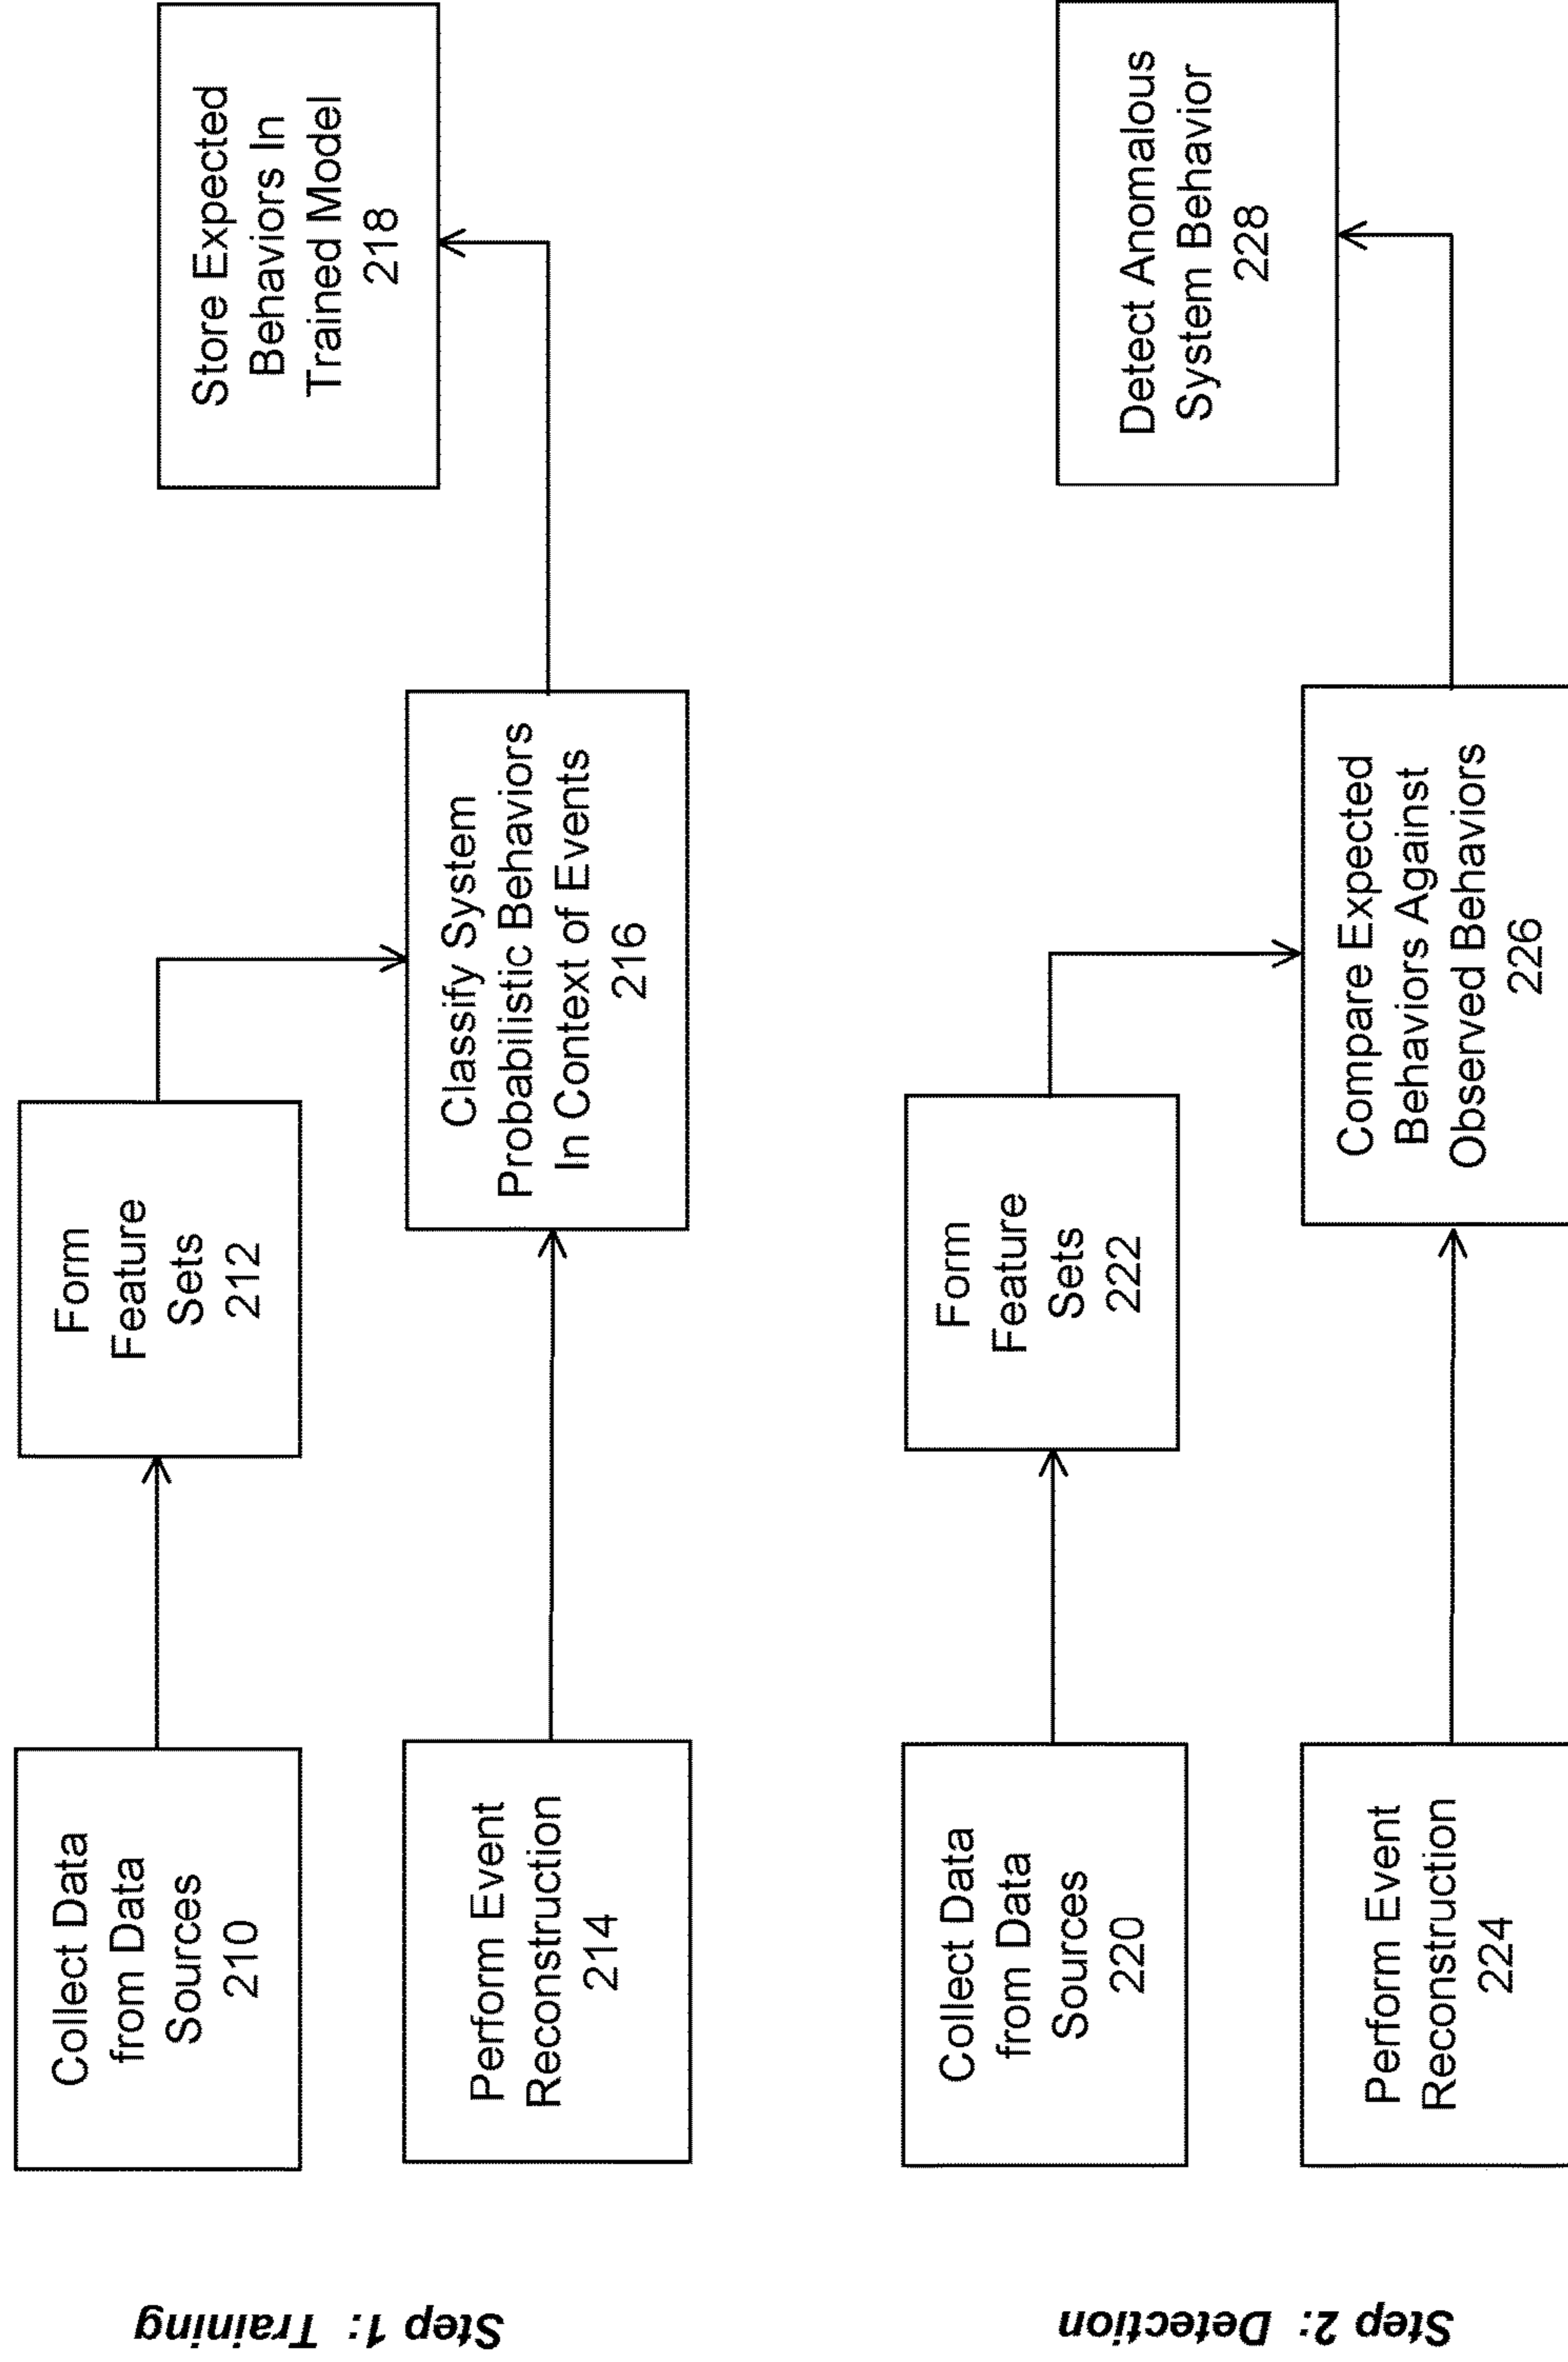 Step 1: Training
Collect Data
from Data
Sources
210
Form
Feature
Sets
212
Perform Event
Reconstruction
214
Classify System
Probabilistic Behaviors
In Context of Events
216
Store Expected
Behaviors In
Trained Model
218
Step 2: Detection
Collect Data
from Data
Sources
220
Form
Feature
Sets
222
Perform Event
Reconstruction
224
Compare Expected
Behaviors Against
Observed Behaviors
226
Detect Anomalous
System Behavior
228